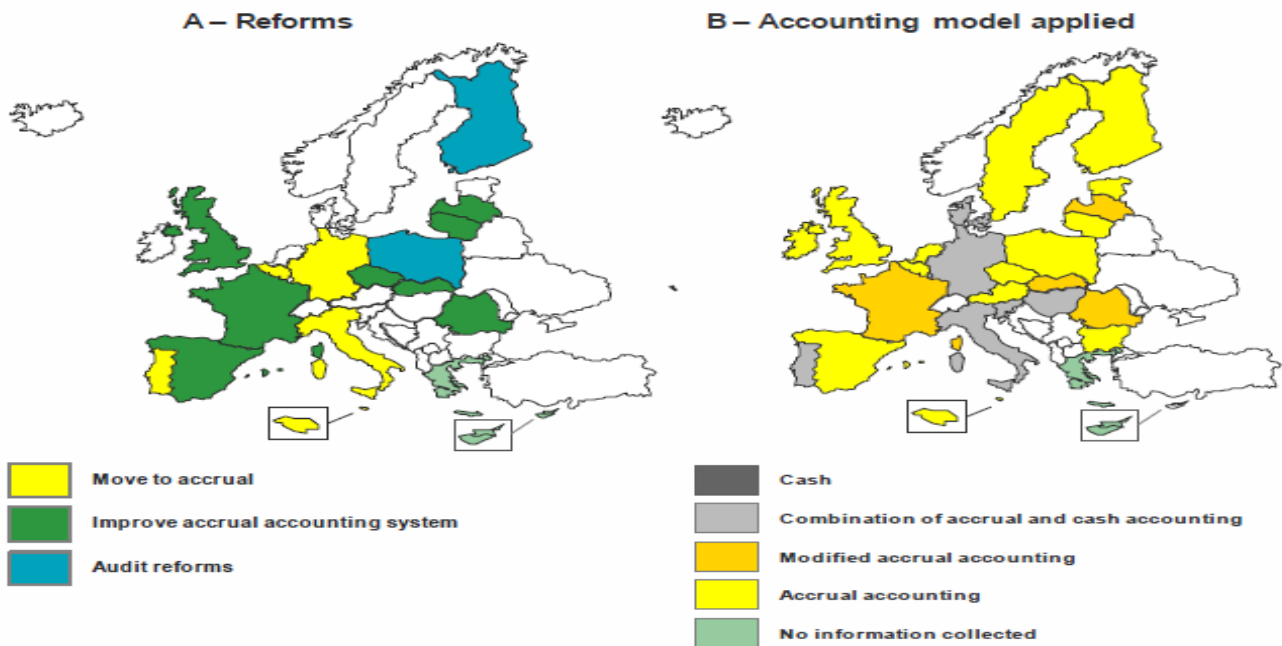 A – Reforms
B – Accounting model applied
Move to accrual
Improve accrual accounting system
Audit reforms
Cash
Combination of accrual and cash accounting
Modified accrual accounting
Accrual accounting
No information collected